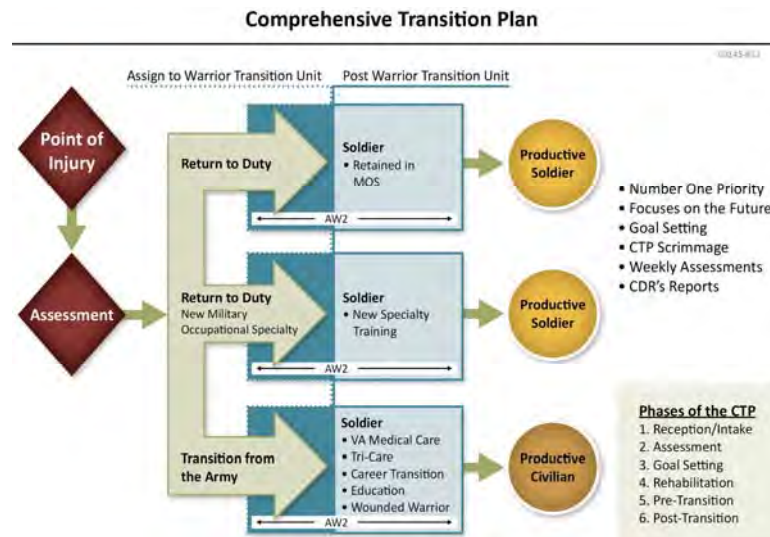 Comprehensive Transition Plan
Assign to Warrior Transition Unit
Post Warrior Transition Unit
Point of
Injury
Assessment
Return to Duty
Soldier
• Retained in
MOS
AW2
Productive
Soldier
Return to Duty
New Military
Occupational Specialty
Soldier
• New Specialty
Training
AW2
Productive
Soldier
Transition from
the Army
Soldier
• VA Medical Care
• Tri-Care
• Career Transition
• Education
• Wounded Warrior
AW2
Productive
Civilian
• Number One Priority
• Focuses on the Future
• Goal Setting
• CTP Scrimmage
• Weekly Assessments
• CDR's Reports
Phases of the CTP
1. Reception/Intake
2. Assessment
3. Goal Setting
4. Rehabilitation
5. Pre-Transition
6. Post-Transition